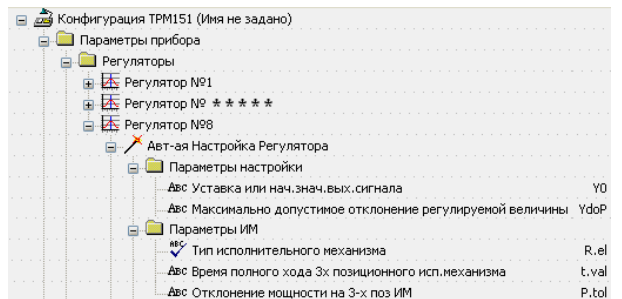 Конфигурация ТРМ151 (Имя не задано)
Параметры прибора
Регуляторы
Регулятор №1
Регулятор № * * * * *
Регулятор №8
Авт-ая Настройка Регулятора
Параметры настройки
Авс Уставка или нач.знач.вых.сигнала Y0
Авс Максимально допустимое отклонение регулируемой величины YdoP
Параметры ИМ
ABC Тип исполнительного механизма R.el
Авс Время полного хода 3х позиционного исп.механизма t.val
Авс Отклонение мощности на 3-х поз ИМ P.tol